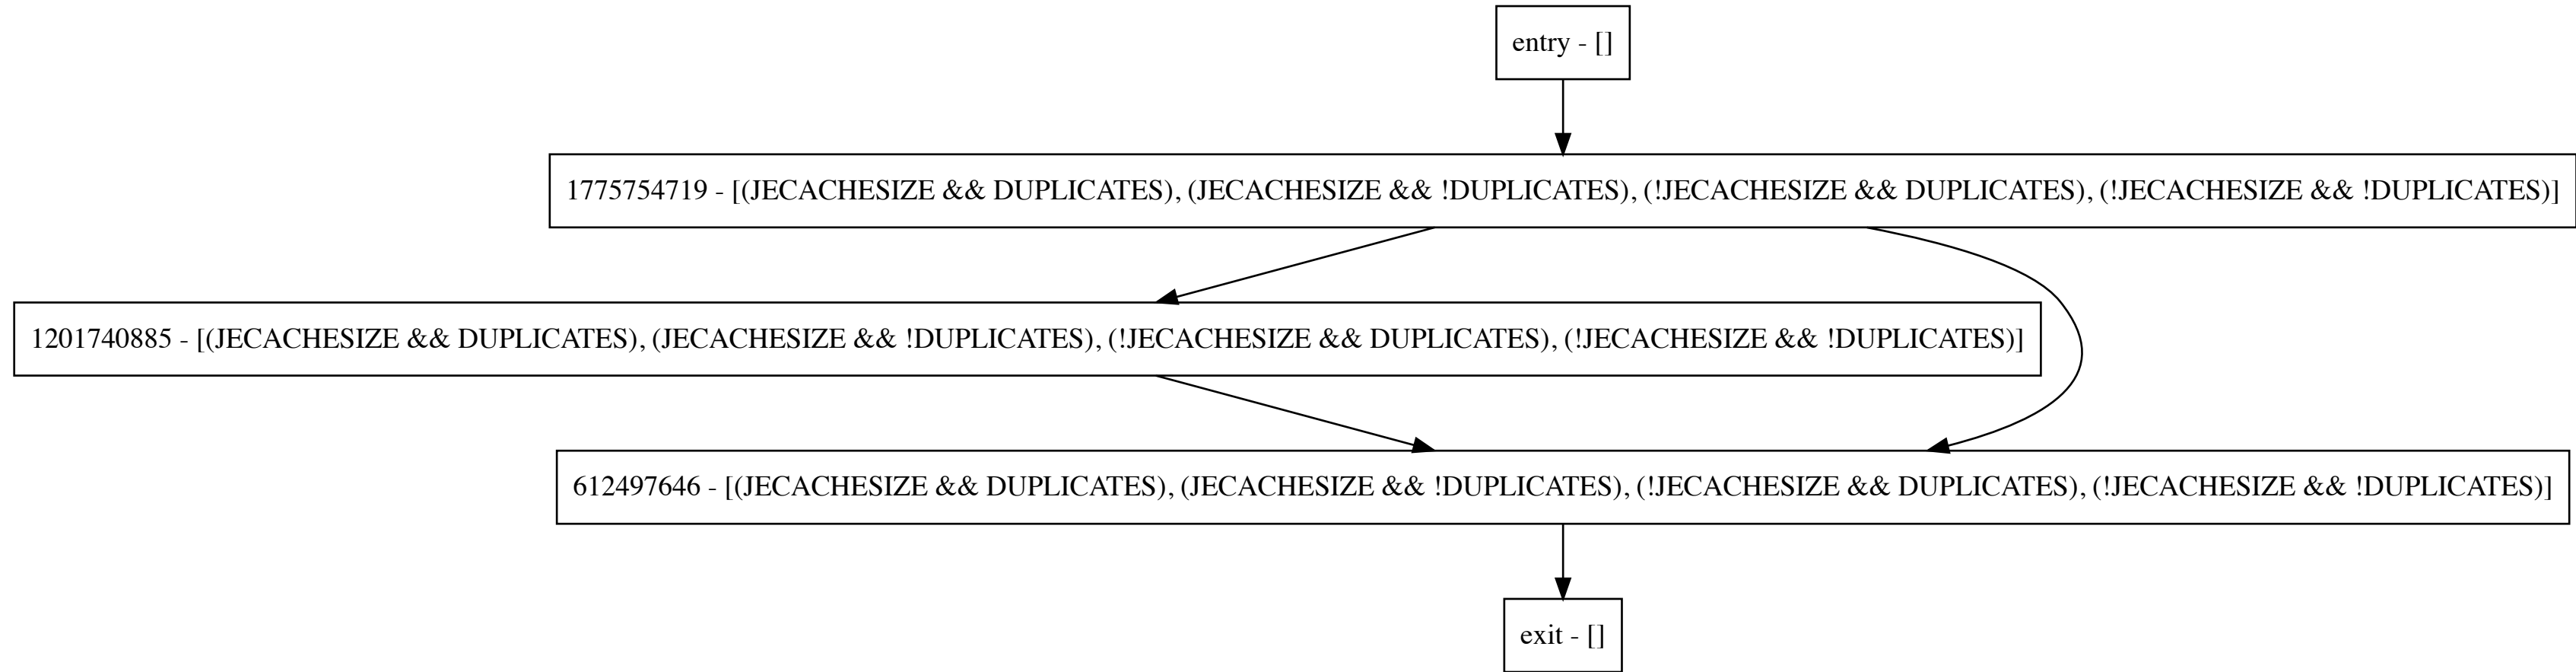 entry - []
1775754719 - [(JECACHESIZE && DUPLICATES), (JECACHESIZE && !DUPLICATES), (!JECACHESIZE && DUPLICATES), (!JECACHESIZE && !DUPLICATES)]
1201740885 - [(JECACHESIZE && DUPLICATES), (JECACHESIZE && !DUPLICATES), (!JECACHESIZE && DUPLICATES), (!JECACHESIZE && !DUPLICATES)]
612497646 - [(JECACHESIZE && DUPLICATES), (JECACHESIZE && !DUPLICATES), (!JECACHESIZE && DUPLICATES), (!JECACHESIZE && !DUPLICATES)]
exit - []